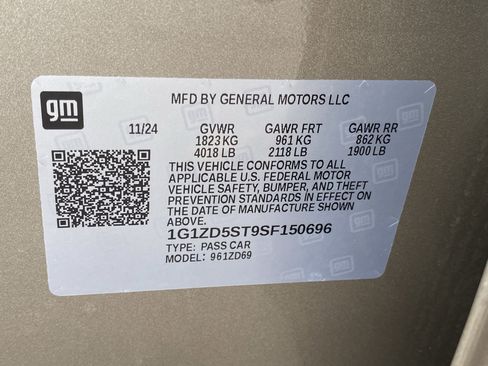 gm
MFD BY GENERAL MOTORS LLC
11/24 GVWR GAWR FRT GAWR RR
1823 KG 961 KG 862 KG
4018 LB 2118 LB 1900 LB
THIS VEHICLE CONFORMS TO ALL
APPLICABLE U.S. FEDERAL MOTOR
VEHICLE SAFETY, BUMPER, AND THEFT
PREVENTION STANDARDS IN EFFECT ON
THE DATE OF MANUFACTURE SHOWN
ABOVE.
1G1ZD5ST9SF150696
TYPE: PASS CAR
MODEL: 961ZD69